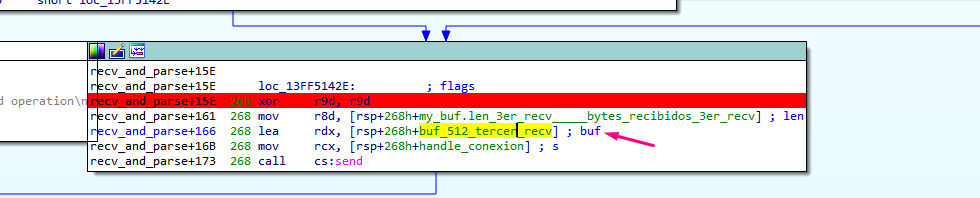 short loc_13FF5142E
d operation\n
recv_and_parse+15E
recv_and_parse+15E loc_13FF5142E: ; flags
recv_and_parse+15E 268 xor r9d, r9d
recv_and_parse+161 268 mov r8d, [rsp+268h+my_buf.len_3er_recv_____bytes_recibidos_3er_recv] ; len
recv_and_parse+166 268 lea rdx, [rsp+268h+buf_512_tercer_recv] ; buf
recv_and_parse+16B 268 mov rcx, [rsp+268h+handle_conexion] ; s
recv_and_parse+173 268 call cs:send